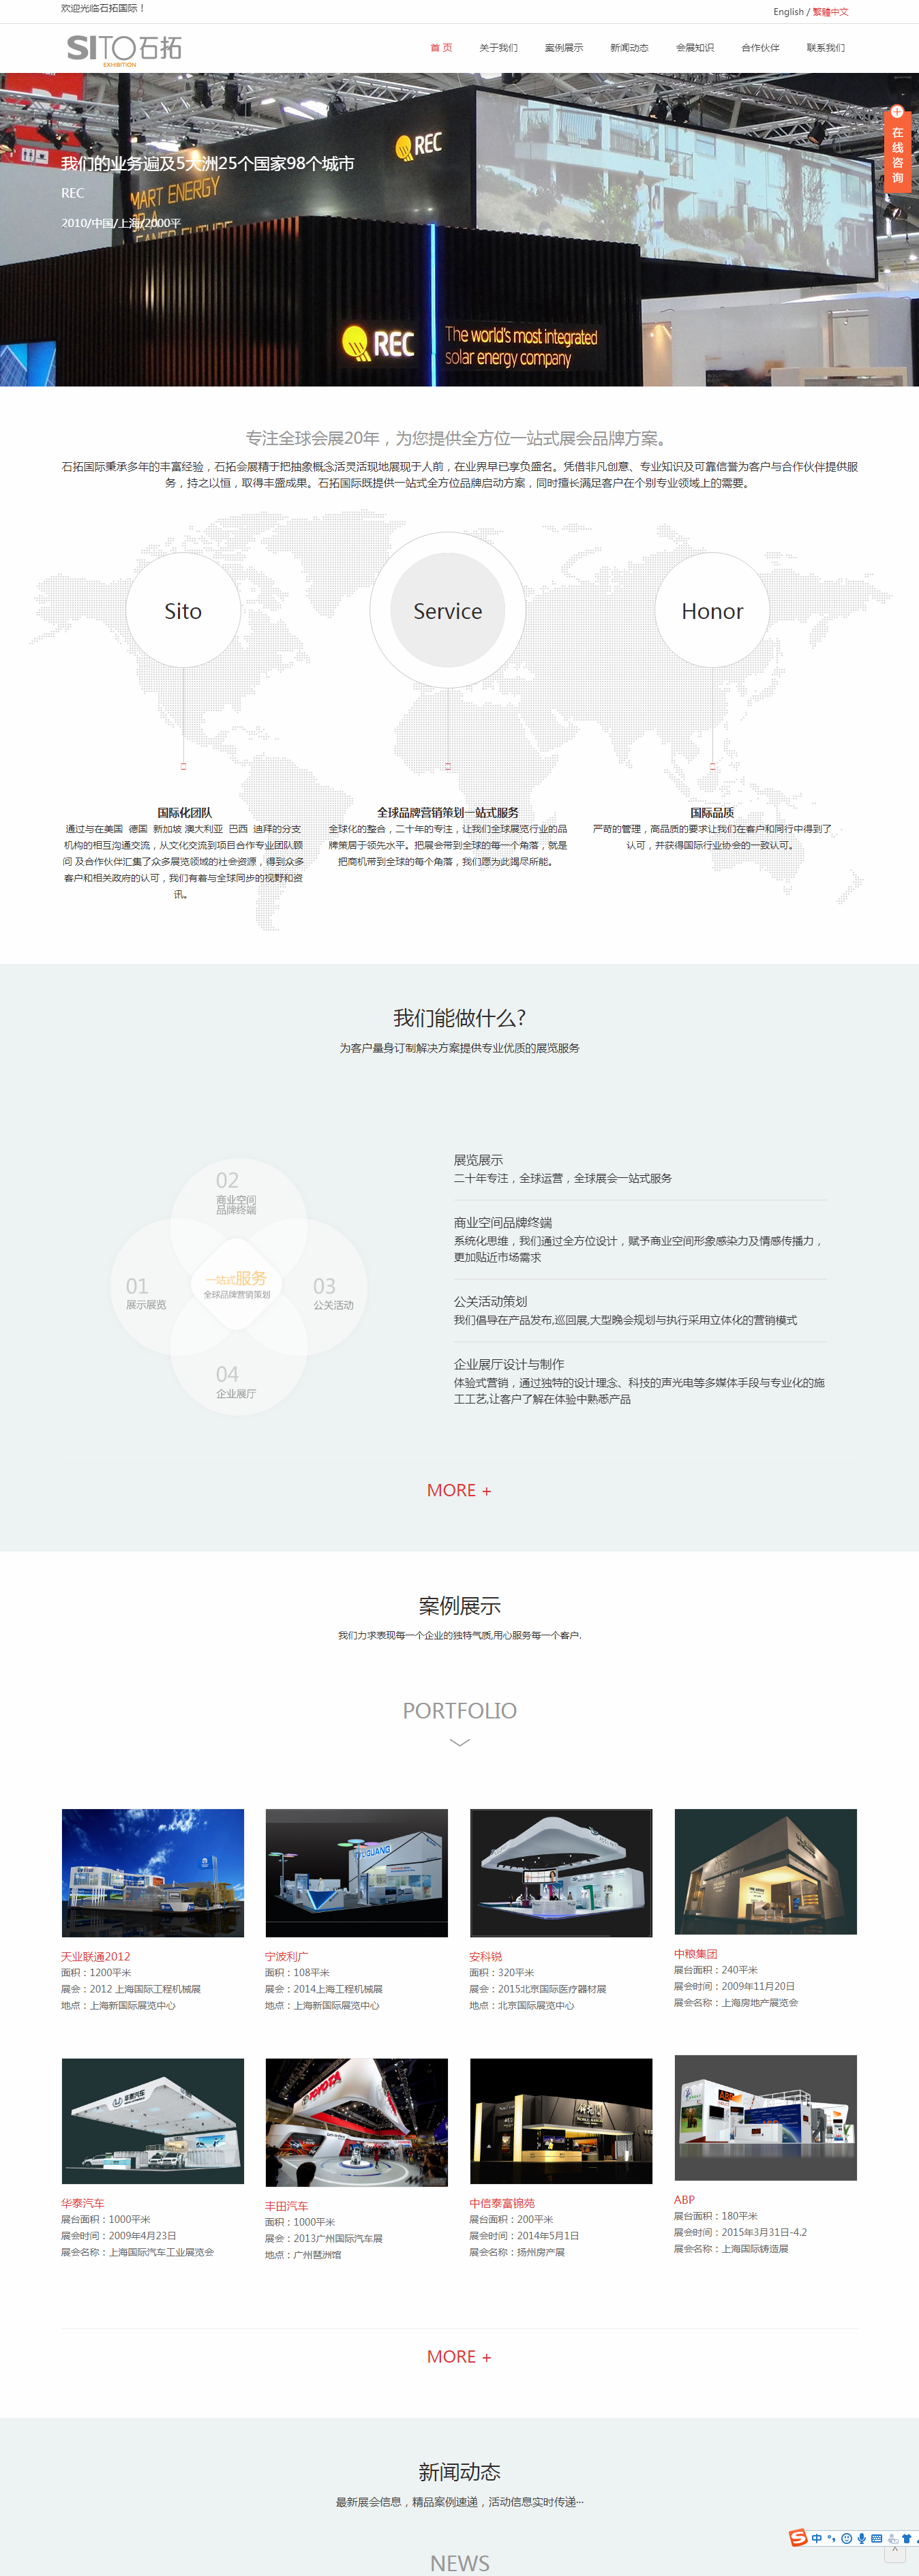 欢迎光临石拓国际！
English / 繁體中文
SITO石拓
EXHIBITION
首 页 关于我们 案例展示 新闻动态 会展知识 合作伙伴 联系我们
在线咨询
REC
我们的业务遍及5大洲25个国家98个城市
REC
2010/中国/上海/2000平
REC The world's most integrated
solar energy company
专注全球会展20年，为您提供全方位一站式展会品牌方案。
石拓国际秉承多年的丰富经验，石拓会展精于把抽象概念活灵活现地展现于人前，在业界早已享负盛名。凭借非凡创意、专业知识及可靠信誉为客户与合作伙伴提供服
务，持之以恒，取得丰盛成果。石拓国际既提供一站式全方位品牌启动方案，同时擅长满足客户在个别专业领域上的需要。
Sito
Service
Honor
国际化团队
通过与在美国 德国 新加坡 澳大利亚 巴西 迪拜的分支
机构的相互沟通交流，从文化交流到项目合作专业团队顾
问 及合作伙伴汇集了众多展览领域的社会资源，得到众多
客户和相关政府的认可，我们有着与全球同步的视野和资
讯。
全球品牌营销策划一站式服务
全球化的整合，二十年的专注，让我们全球展览行业的品
牌策居于领先水平。把展会带到全球的每一个角落，就是
把商机带到全球的每个角落，我们愿为此竭尽所能。
国际品质
严苛的管理，高品质的要求让我们在客户和同行中得到了
认可，并获得国际行业协会的一致认可。
我们能做什么?
为客户量身订制解决方案提供专业优质的展览服务
02
商业空间
品牌终端
01
展示展览
一站式服务
全球品牌营销策划
03
公关活动
04
企业展厅
展览展示
二十年专注，全球运营，全球展会一站式服务
商业空间品牌终端
系统化思维，我们通过全方位设计，赋予商业空间形象感染力及情感传播力，
更加贴近市场需求
公关活动策划
我们倡导在产品发布,巡回展,大型晚会规划与执行采用立体化的营销模式
企业展厅设计与制作
体验式营销，通过独特的设计理念、科技的声光电等多媒体手段与专业化的施
工工艺,让客户了解在体验中熟悉产品
MORE +
案例展示
我们力求表现每一个企业的独特气质,用心服务每一个客户.
PORTFOLIO
天业联通2012
面积：1200平米
展会：2012 上海国际工程机械展
地点：上海新国际展览中心
宁波利广
面积：108平米
展会：2014上海工程机械展
地点：上海新国际展览中心
安科锐
面积：320平米
展会：2015北京国际医疗器材展
地点：北京国际展览中心
中粮集团
展台面积：240平米
展会时间：2009年11月20日
展会名称：上海房地产展览会
TOYOTA
华泰汽车
展台面积：1000平米
展会时间：2009年4月23日
展会名称：上海国际汽车工业展览会
丰田汽车
面积：1000平米
展会：2013广州国际汽车展
地点：广州琶洲馆
中信泰富锦苑
展台面积：200平米
展会时间：2014年5月1日
展会名称：扬州房产展
ABP
展台面积：180平米
展会时间：2015年3月31日-4.2
展会名称：上海国际铸造展
MORE +
新闻动态
最新展会信息，精品案例速递，活动信息实时传递···
中
NEWS